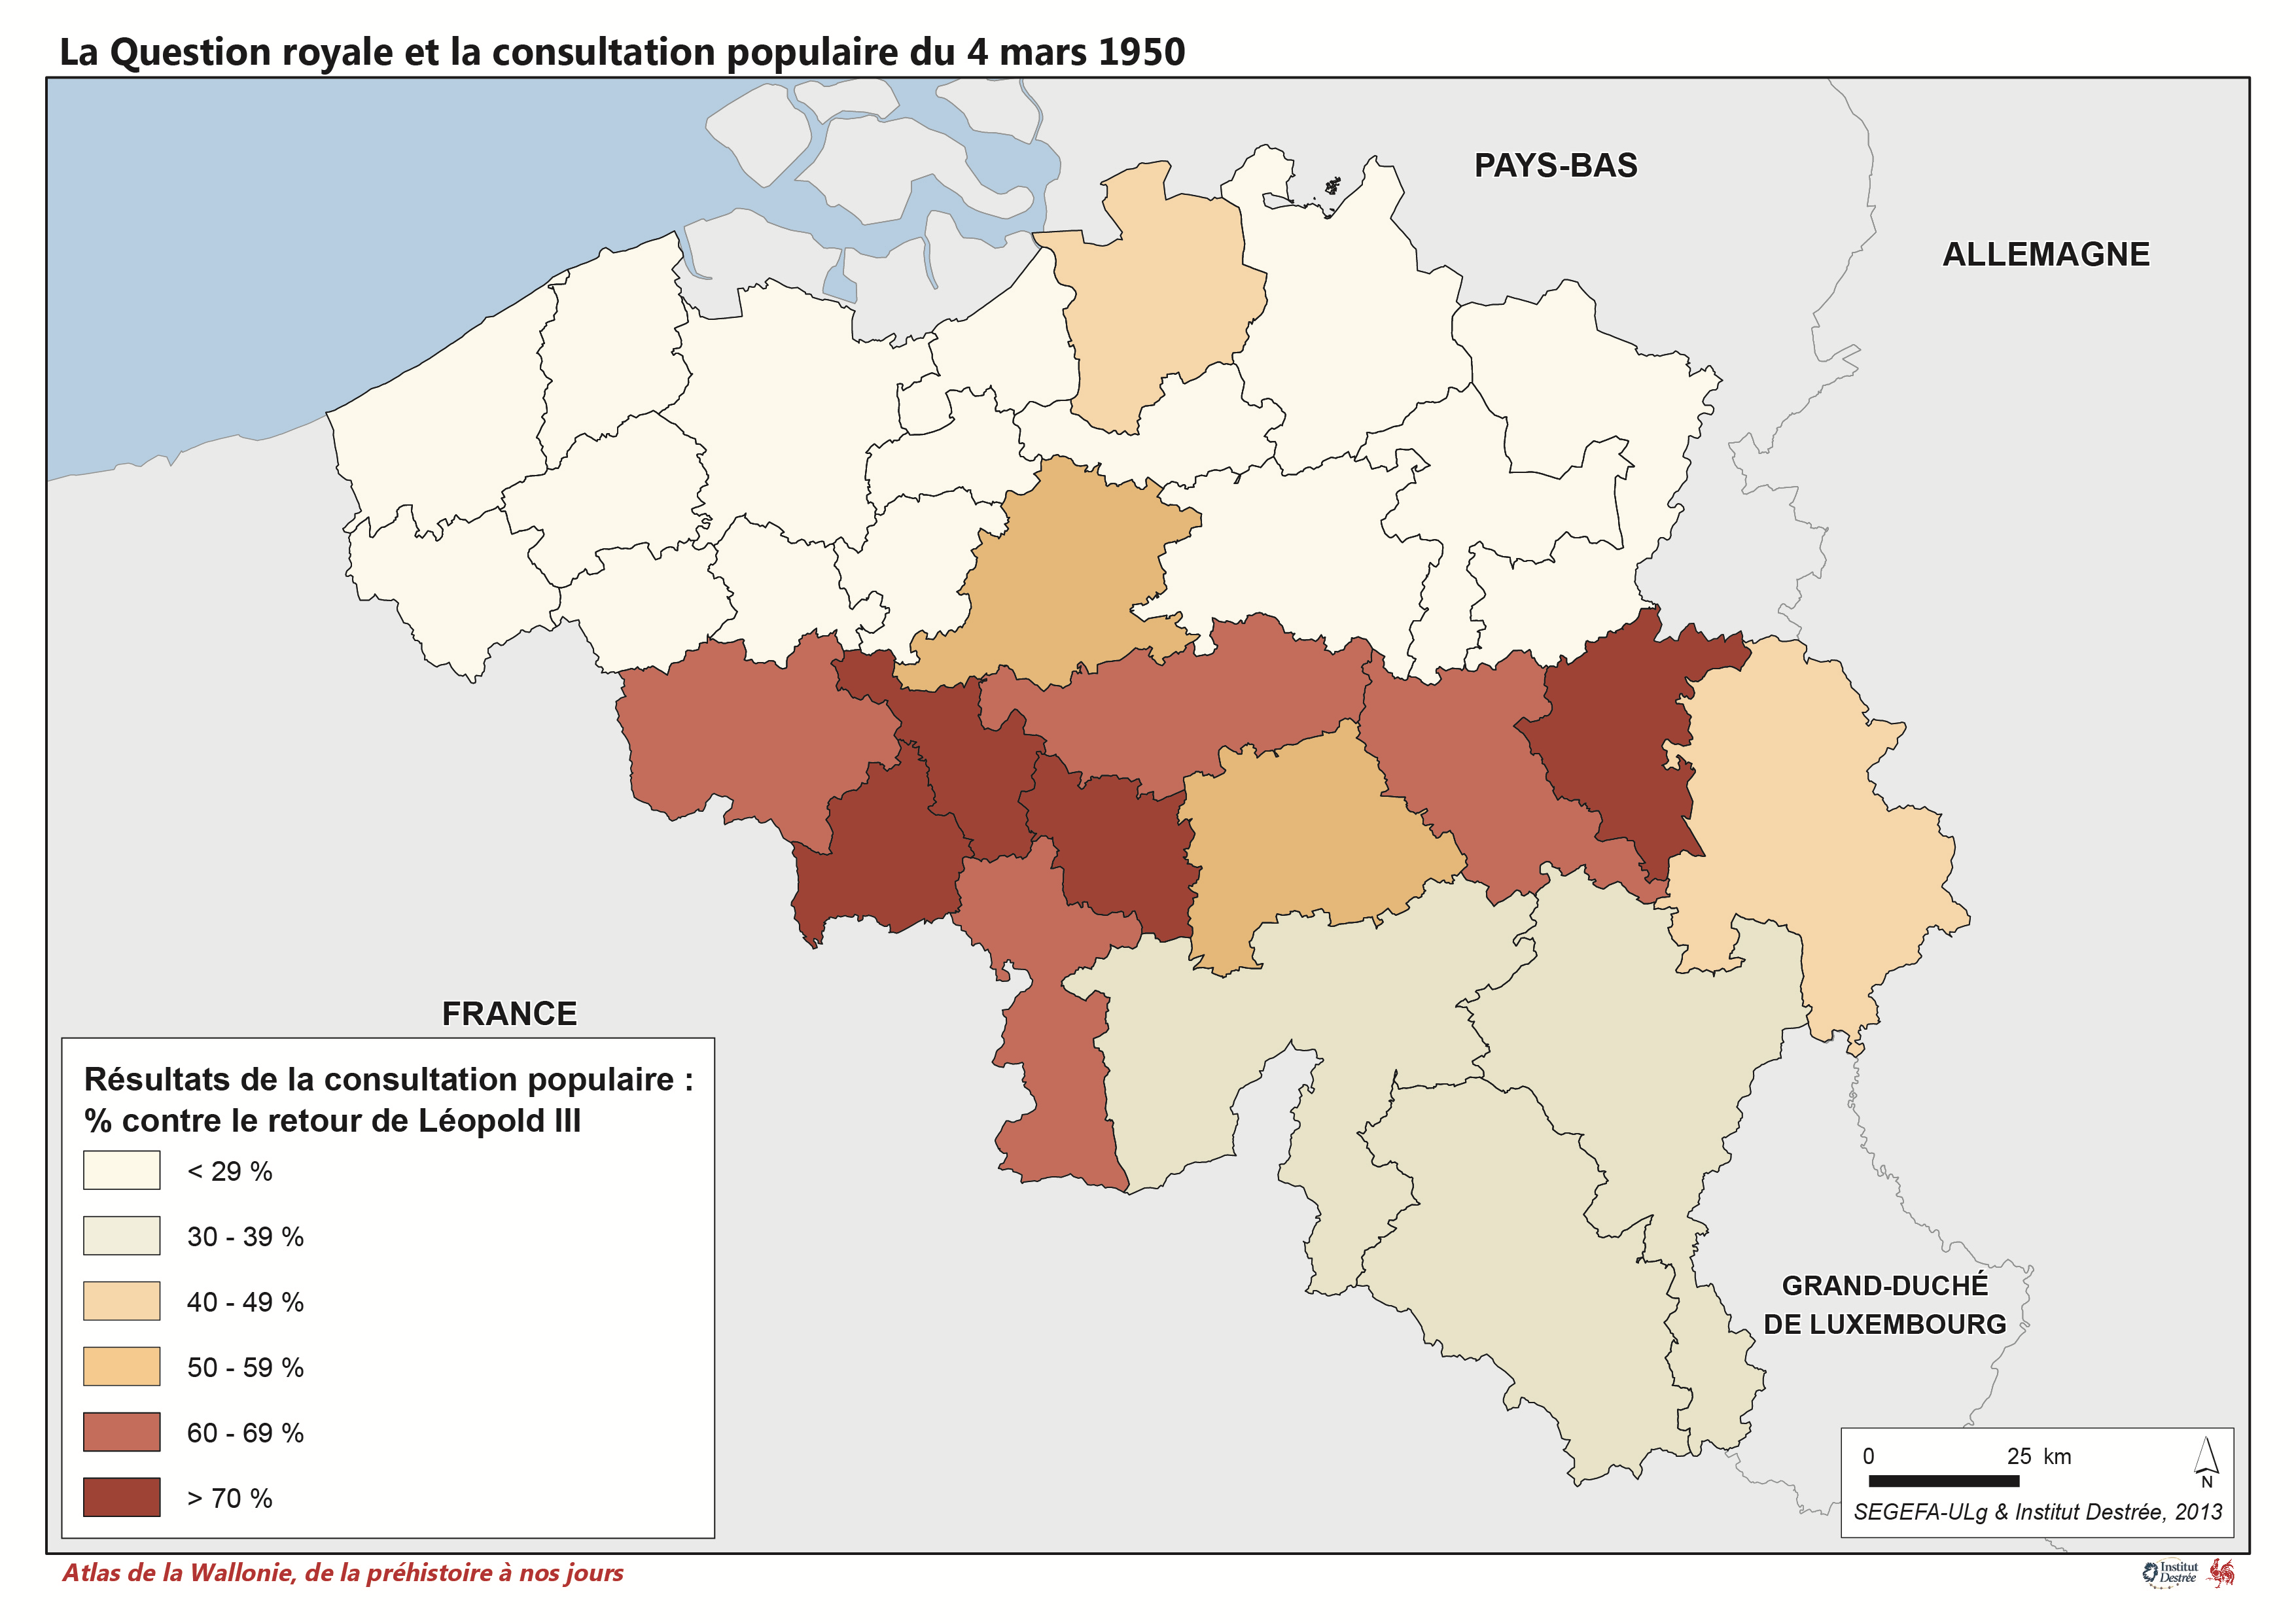 La Question royale et la consultation populaire du 4 mars 1950
PAYS-BAS
ALLEMAGNE
FRANCE
GRAND-DUCHÉ
DE LUXEMBOURG
Résultats de la consultation populaire :
% contre le retour de Léopold III
< 29 %
30 - 39 %
40 - 49 %
50 - 59 %
60 - 69 %
> 70 %
0 25 km
N
SEGEFA-ULg & Institut Destrée, 2013
Atlas de la Wallonie, de la préhistoire à nos jours
Institut
Destrée